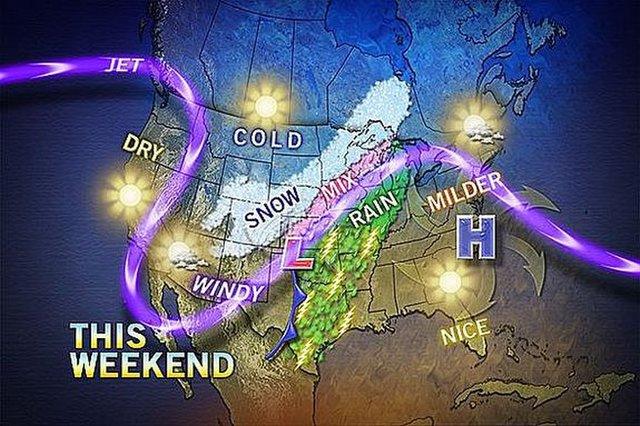 JET
COLD
DRY
SNOW
MIX
RAIN
MILDER
H
L
WINDY
NICE
THIS
WEEKEND